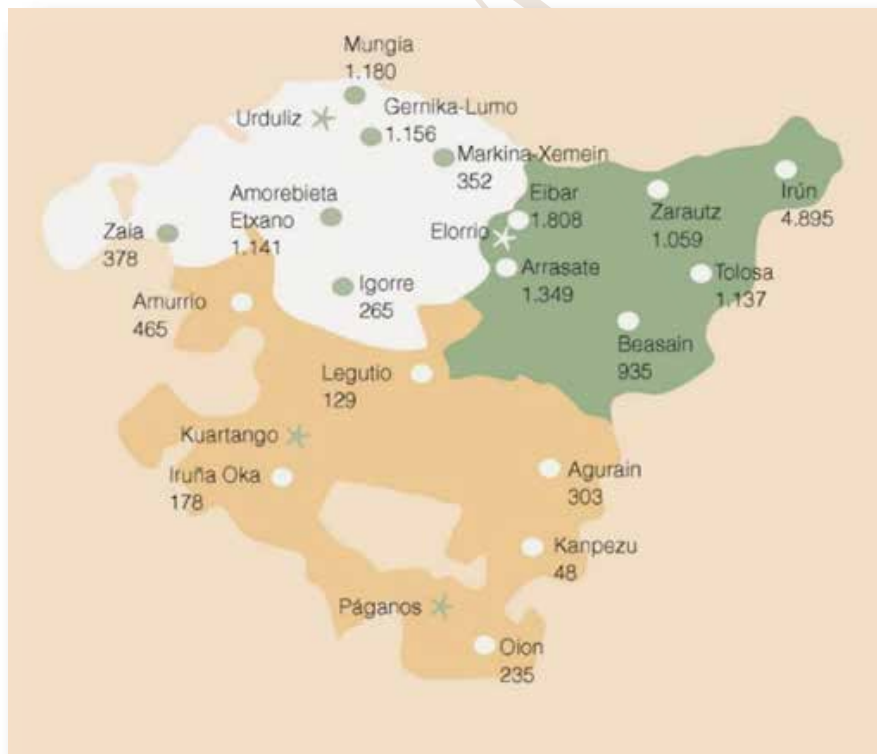 Mungia
1.180
Urduliz
Gernika-Lumo
1.156
Markina-Xemein
352
Amorebieta
Etxano
1.141
Eibar
1.808
Zarautz
1.059
Irún
4.895
Zaia
378
Elorrio
Arrasate
1.349
Tolosa
1.137
Igorre
265
Amurrio
465
Beasain
935
Legutio
129
Kuartango
Iruña Oka
178
Agurain
303
Kanpezu
48
Páganos
Oion
235